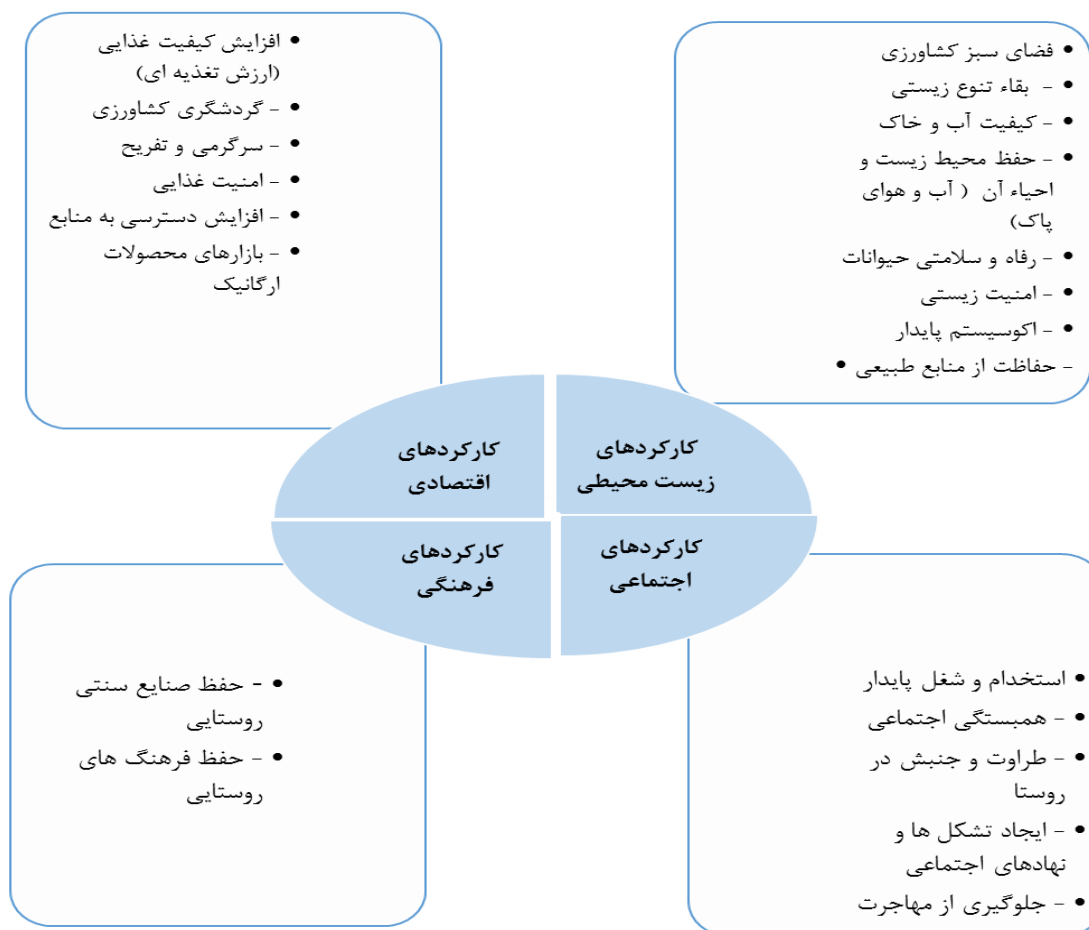 • فضای سبز کشاورزی
• - بقاء تنوع زیستی
• - کیفیت آب و خاک
• - حفظ محیط زیست و
احیاء آن ( آب و هوای
پاک)
• - رفاه و سلامتی حیوانات
• - امنیت زیستی
• - اکوسیستم پایدار
- حفاظت از منابع طبیعی •
• افزایش کیفیت غذایی
(ارزش تغذیه ای)
• - گردشگری کشاورزی
• - سرگرمی و تفریح
• - امنیت غذایی
• - افزایش دسترسی به منابع
• - بازارهای محصولات
ارگانیک
کارکردهای
زیست محیطی
کارکردهای
اقتصادی
کارکردهای
اجتماعی
کارکردهای
فرهنگی
• استخدام و شغل پایدار
• - همبستگی اجتماعی
• - طراوت و جنبش در
روستا
• - ایجاد تشکل ها و
نهادهای اجتماعی
• - جلوگیری از مهاجرت
• - حفظ صنایع سنتی
روستایی
• - حفظ فرهنگ های
روستایی